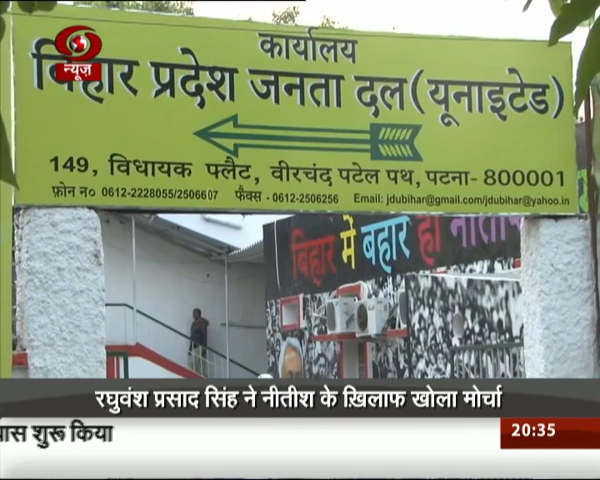 कार्यालय
बिहार प्रदेश जनता दल (यूनाइटेड)
न्यूज़
149, विधायक फ्लैट, वीरचंद पटेल पथ, पटना- 800001
फ़ोन न० 0612-2228055/2506607 फैक्स - 0612-2506256 Email: jdubihar@gmail.com/jdubihar@yahoo.in
बिहार में बहार हो
रघुवंश प्रसाद सिंह ने नीतीश के ख़िलाफ खोला मोर्चा
शुरू किया
20:35